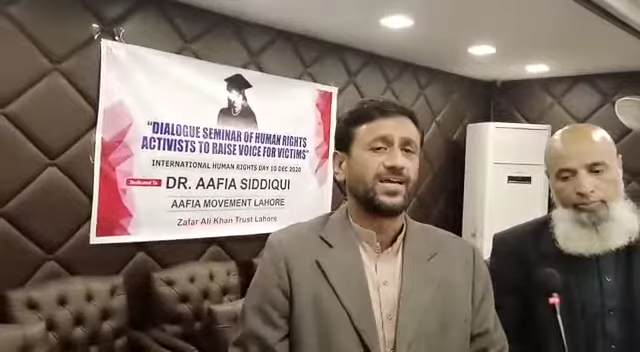 "DIALOGUE SEMINAR OF HUMAN RIGHTS
ACTIVISTS TO RAISE VOICE FOR VICTIMS"
INTERNATIONAL HUMAN RIGHTS DAY 10 DEC 2020
Dedicated To DR. AAFIA SIDDIQUI
AAFIA MOVEMENT LAHORE
Zafar Ali Khan Trust Lahore